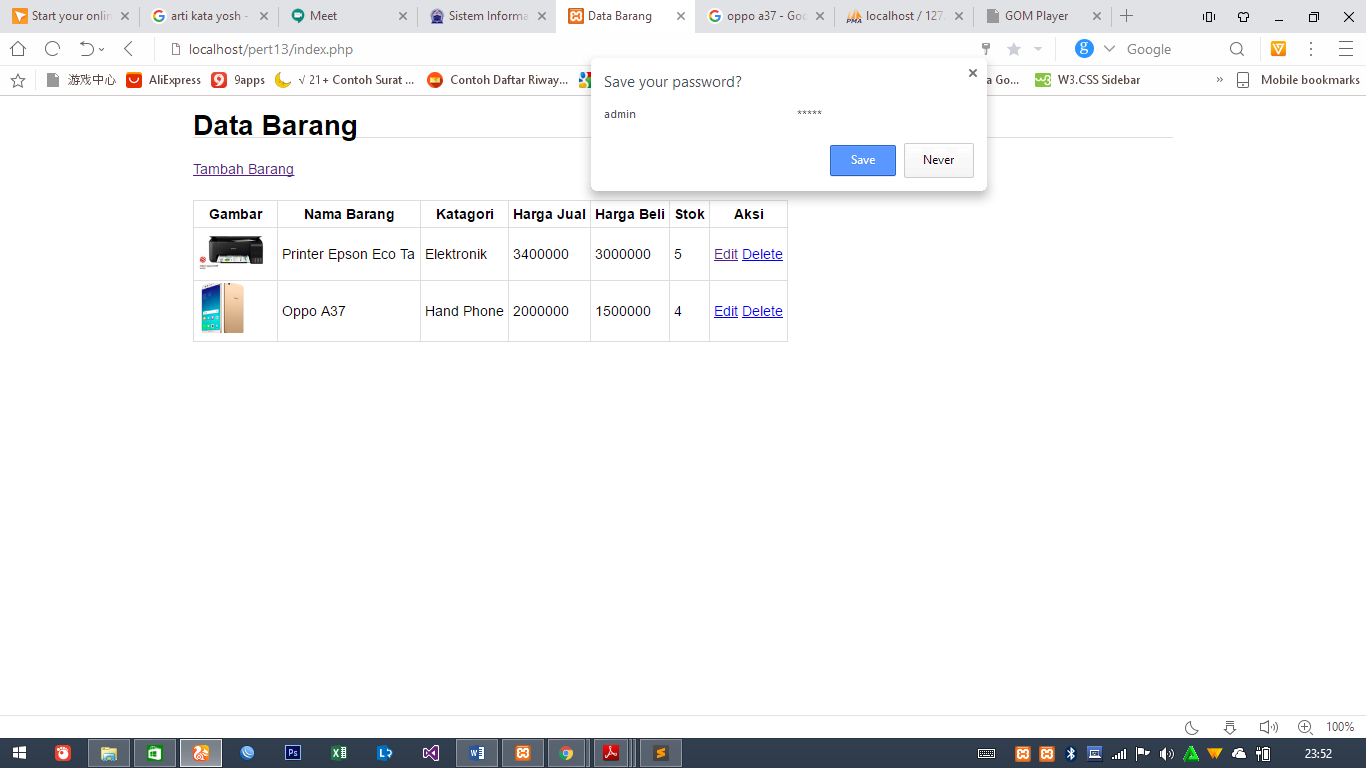 Start your onlin
arti kata yosh -
Meet
Sistem Informa
Data Barang
oppo a37 - Goo
localhost / 127.
GOM Player
localhost/pert13/index.php
Google
游戏中心
AliExpress
9apps
√ 21+ Contoh Surat ...
Contoh Daftar Riway...
a Go...
W3.CSS Sidebar
»
Mobile bookmarks
Save your password?
admin *****
Save
Never
Data Barang
Tambah Barang
Gambar Nama Barang Katagori Harga Jual Harga Beli Stok Aksi
Printer Epson Eco Ta Elektronik 3400000 3000000 5 Edit Delete
Oppo A37 Hand Phone 2000000 1500000 4 Edit Delete
100%
23:52